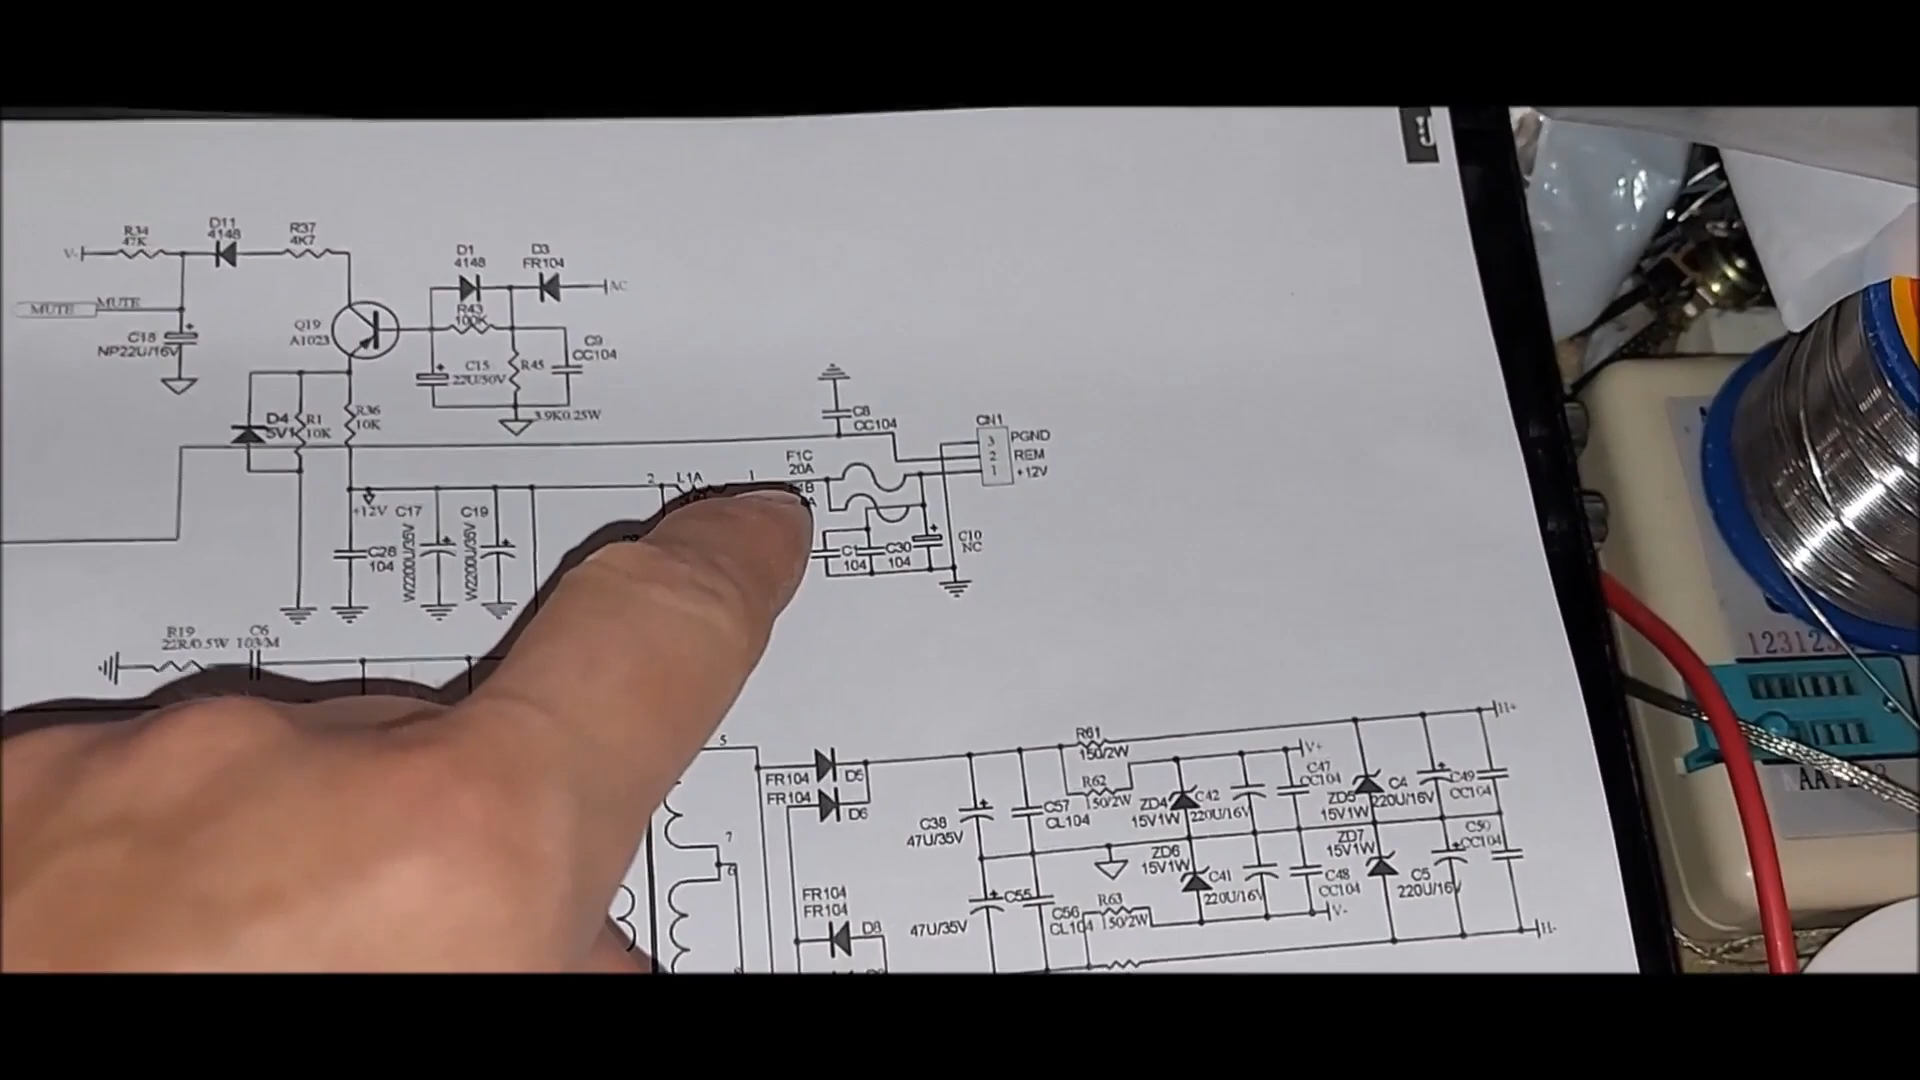 R34
47K
D11
4148
R37
4K7
V-
MUTE
MUTE
C18
NP22U/16V
Q19
A1023
D1
4148
D3
FR104
AC
R43
100K
C9
CC104
C15
22U/50V
R45
3.9K0.25W
D4
5V1
R1
10K
R36
10K
C8
CC104
CN1
3
PGND
2
REM
1
+12V
F1C
20A
2
L1A
1
+12V
C17
W2200U/35V
C19
W2200U/35V
C28
104
C1
104
C30
104
C10
NC
R19
22R/0.5W
C6
103/M
5
7
6
FR104
D5
FR104
D6
C38
47U/35V
C57
CL104
R61
150/2W
R62
150/2W
V+
H+
ZD4
15V1W
C42
220U/16V
C47
CC104
ZD5
15V1W
C4
220U/16V
C49
CC104
ZD6
15V1W
C41
220U/16V
C48
CC104
ZD7
15V1W
C5
220U/16V
C50
CC104
FR104
FR104
D8
47U/35V
C55
C56
CL104
R63
150/2W
V-
H-